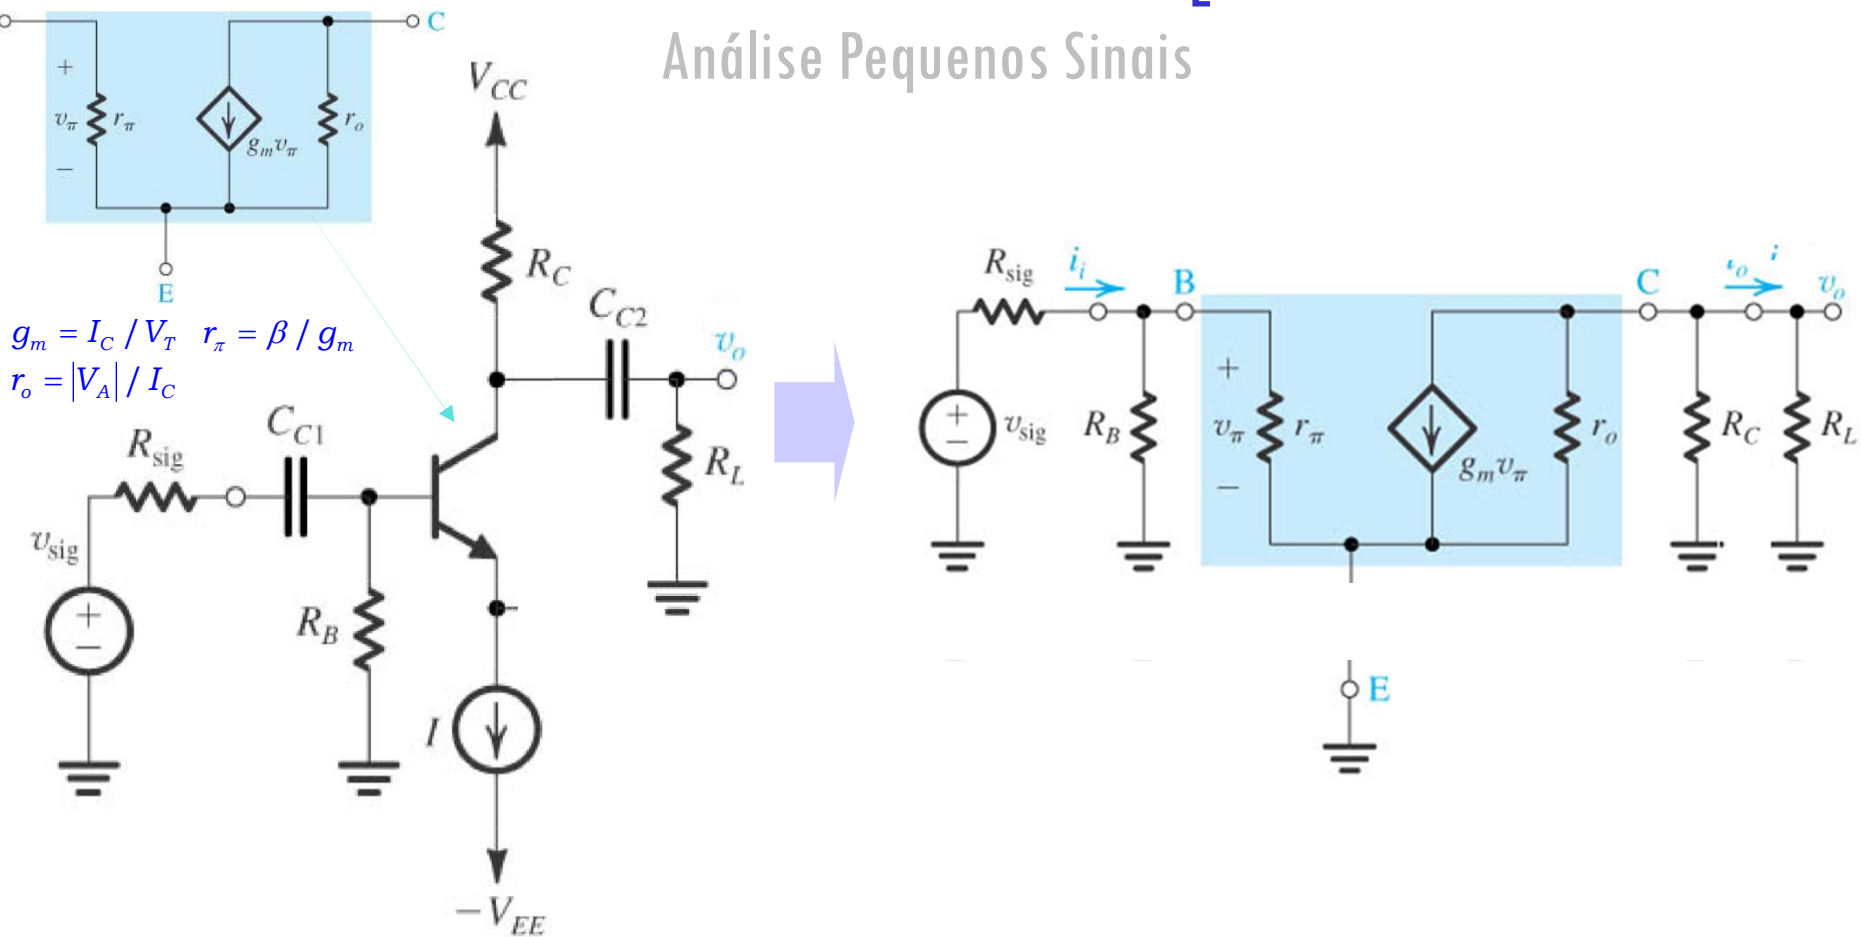 Análise Pequenos Sinais
C
+
v_π r_π
g_m v_π
r_o
−
E
g_m = I_C / V_T r_π = β / g_m
r_o = |V_A| / I_C
V_CC
R_C
C_C2
v_o
C_C1
R_sig
R_L
v_sig
+
−
R_B
I
−V_EE
R_sig
i_i
B
C
v_o
+
−
v_sig
R_B
+
v_π r_π
−
g_m v_π
r_o
R_C
R_L
E